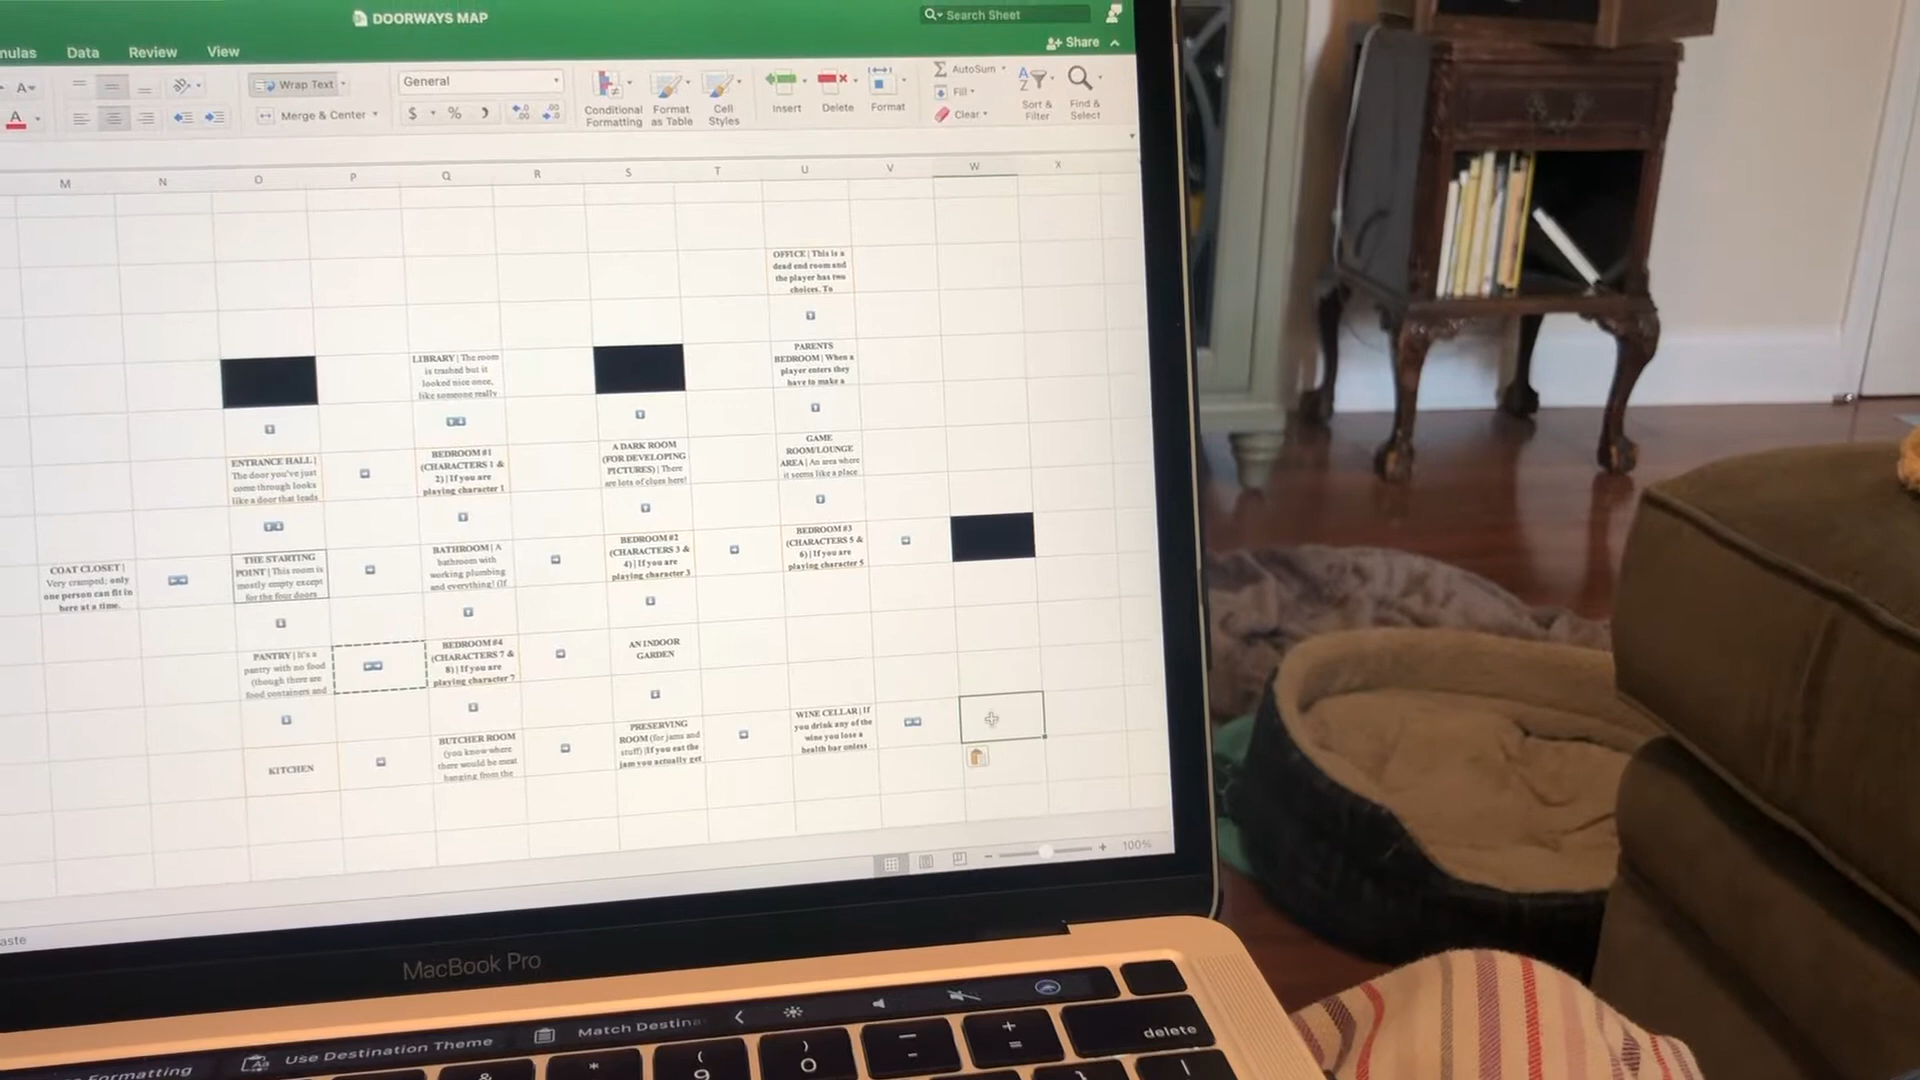 DOORWAYS MAP
Search Sheet
nulas
Data
Review
View
Share
A
Wrap Text
General
Conditional
Formatting
Format
as Table
Cell
Styles
Insert
Delete
Format
AutoSum
Fill
Clear
Sort &
Filter
Find &
Select
A
Merge & Center
$
%
M
N
O
P
Q
R
S
T
U
V
W
X
OFFICE | This is a
dead end room and
the player has two
choices. To
LIBRARY | The room
is trashed but it
looked nice once,
like someone really
PARENTS
BEDROOM | When a
player enters they
have to make a
ENTRANCE HALL |
The door you've just
come through looks
like a door that leads
BEDROOM #1
(CHARACTERS 1 &
2) | If you are
playing character 1
A DARK ROOM
(FOR DEVELOPING
PICTURES) | There
are lots of clues here!
GAME
ROOM/LOUNGE
AREA | An area where
it seems like a place
COAT CLOSET |
Very cramped; only
one person can fit in
here at a time.
THE STARTING
POINT | This room is
mostly empty except
for the four doors
BATHROOM | A
bathroom with
working plumbing
and everything! (If
BEDROOM #2
(CHARACTERS 3 &
4) | If you are
playing character 3
BEDROOM #3
(CHARACTERS 5 &
6) | If you are
playing character 5
PANTRY | It's a
pantry with no food
(though there are
food containers and
BEDROOM #4
(CHARACTERS 7 &
8) | If you are
playing character 7
AN INDOOR
GARDEN
KITCHEN
BUTCHER ROOM
(you know where
there would be meat
hanging from the
PRESERVING
ROOM (for jams and
stuff) | If you eat the
jam you actually get
WINE CELLAR | If
you drink any of the
wine you lose a
health bar unless
100%
aste
MacBook Pro
Formatting
Use Destination Theme
Match Destina
&
*
(
9
)
0
_
-
+
=
delete